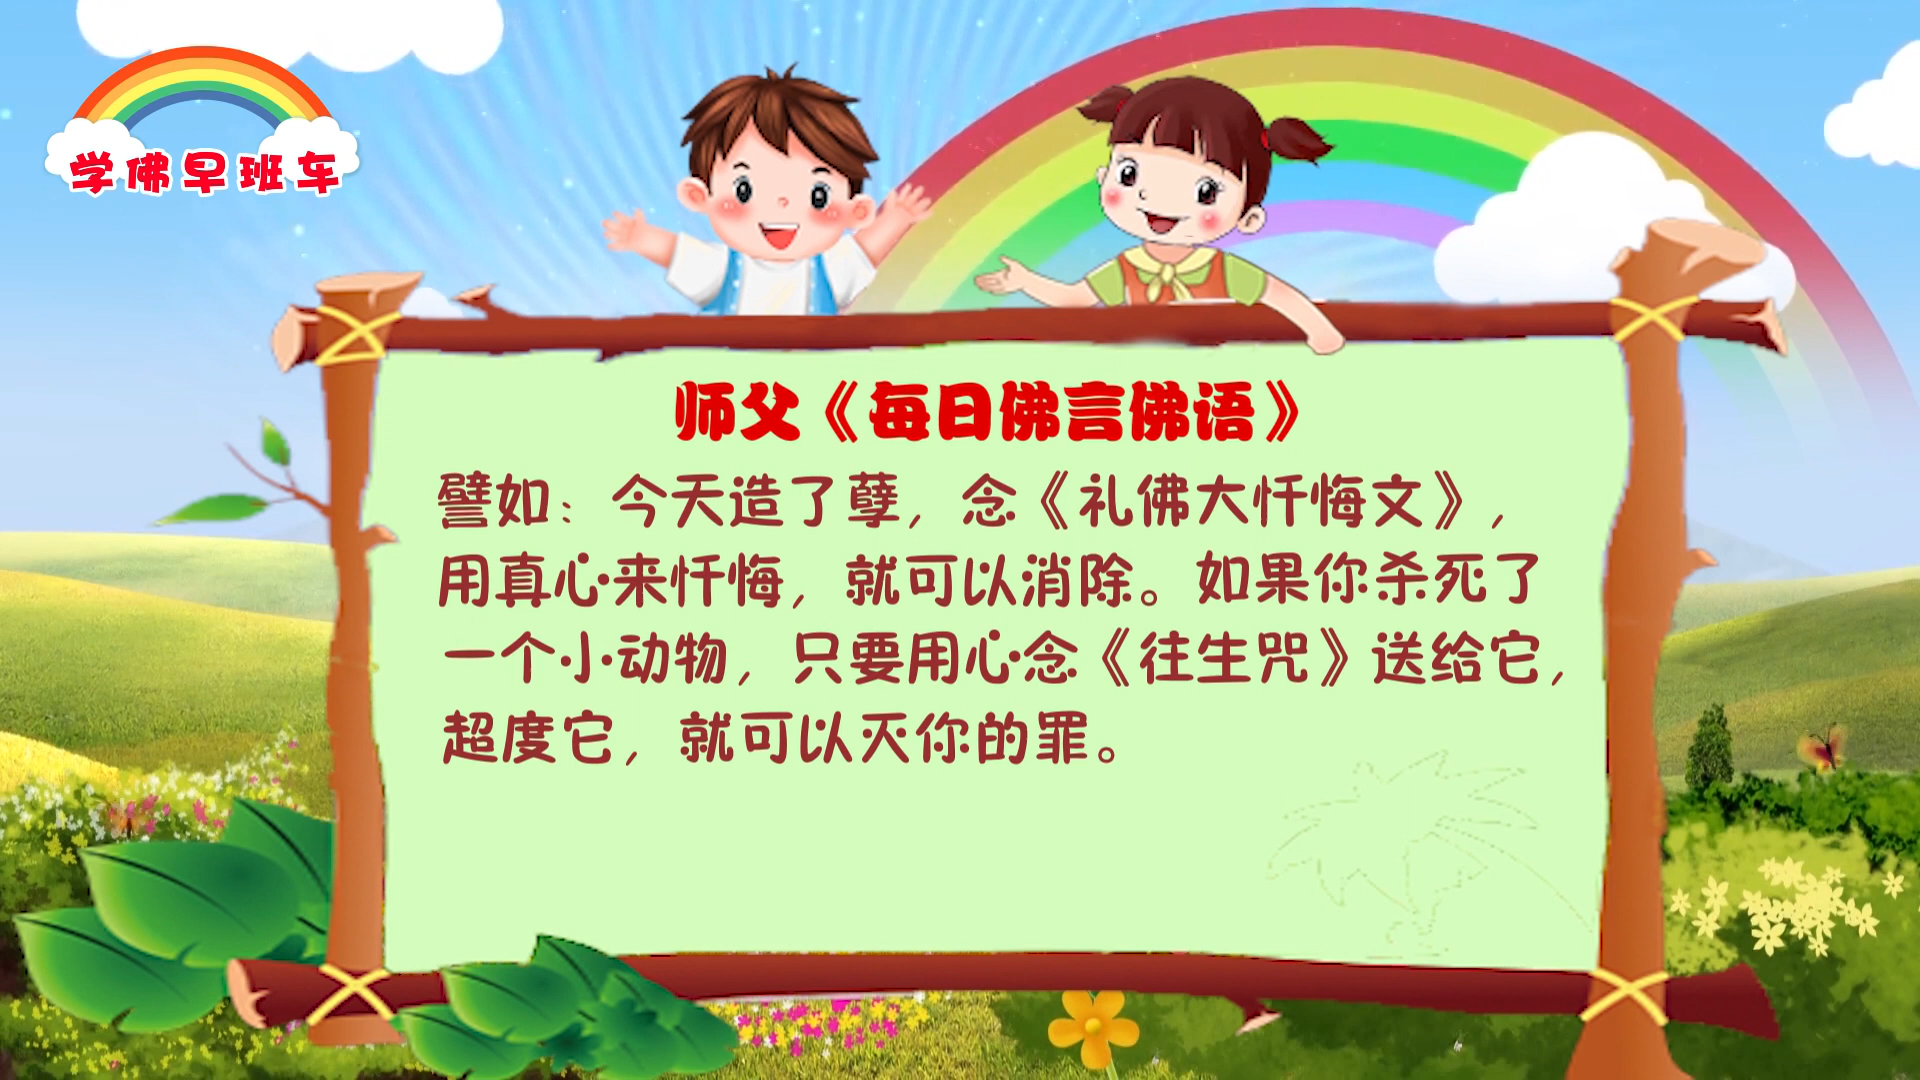 学佛早班车
师父《每日佛言佛语》
譬如：今天造了孽，念《礼佛大忏悔文》，
用真心来忏悔，就可以消除。如果你杀死了
一个小动物，只要用心念《往生咒》送给它，
超度它，就可以灭你的罪。